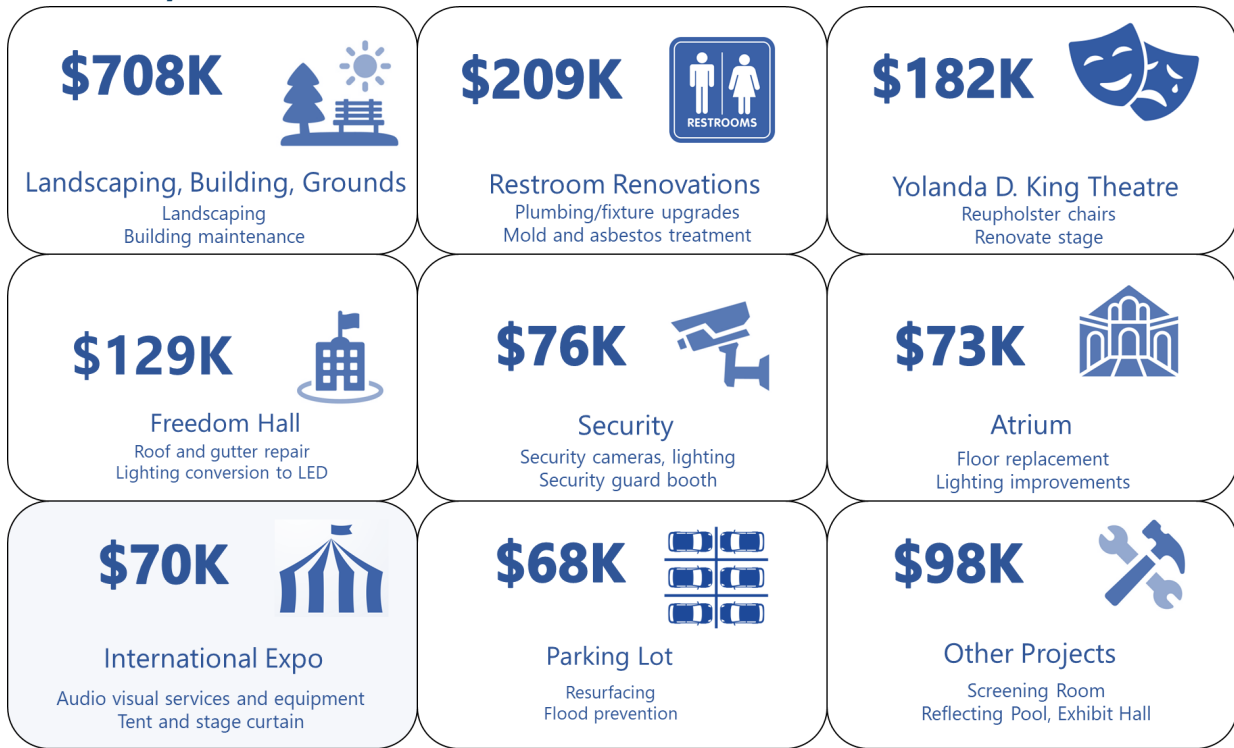 $708K
Landscaping, Building, Grounds
Landscaping
Building maintenance
$209K
RESTROOMS
Restroom Renovations
Plumbing/fixture upgrades
Mold and asbestos treatment
$182K
Yolanda D. King Theatre
Reupholster chairs
Renovate stage
$129K
Freedom Hall
Roof and gutter repair
Lighting conversion to LED
$76K
Security
Security cameras, lighting
Security guard booth
$73K
Atrium
Floor replacement
Lighting improvements
$70K
International Expo
Audio visual services and equipment
Tent and stage curtain
$68K
Parking Lot
Resurfacing
Flood prevention
$98K
Other Projects
Screening Room
Reflecting Pool, Exhibit Hall